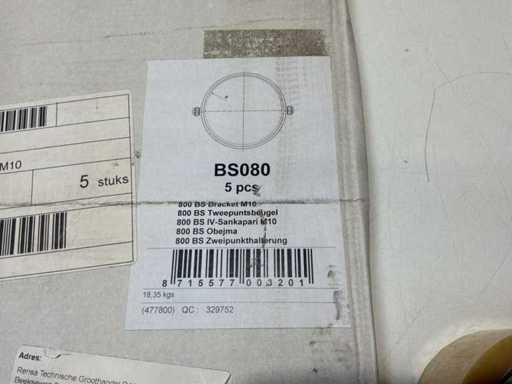 M10
5 stuks
BS080
5 pcs
800 BS Bracket M10
800 BS Tweepuntsbeugel
800 BS IV-Sankapari M10
800 BS Obejma
800 BS Zweipunkthalterung
8 715577 003201
18,35 kgs
(477800) QC : 329752
Adres:
Rensa Technische Groothandel